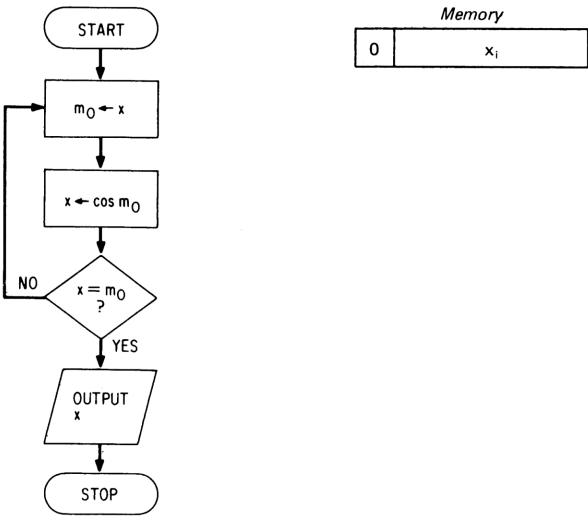 START
m₀ ← x
x ← cos m₀
x = m₀
?
NO
YES
OUTPUT
x
STOP
Memory
0 xᵢ